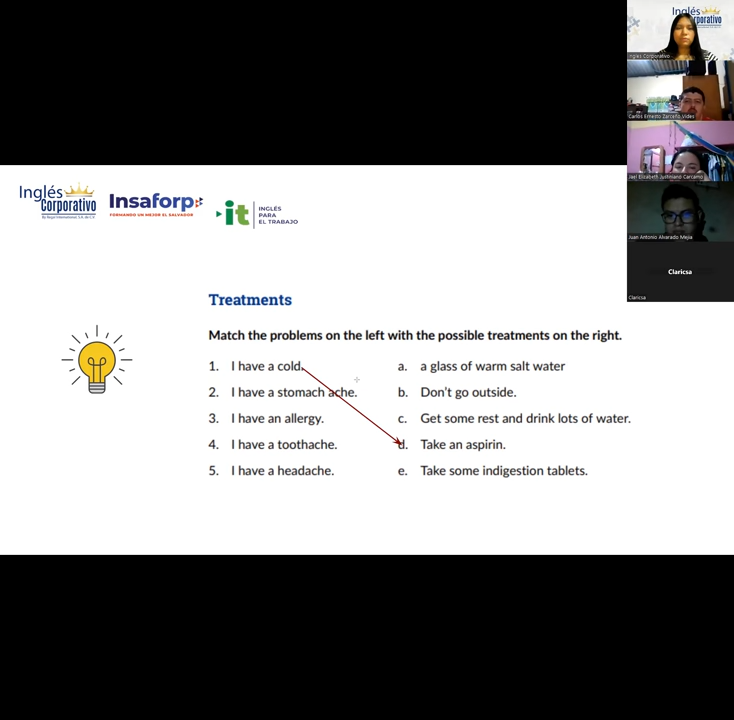 Inglés
Corporativo
Insaforp
FORMANDO UN MEJOR EL SALVADOR
it
INGLÉS
PARA
EL TRABAJO
Treatments
Match the problems on the left with the possible treatments on the right.
1. I have a cold. a. a glass of warm salt water
2. I have a stomach ache. b. Don't go outside.
3. I have an allergy. c. Get some rest and drink lots of water.
4. I have a toothache. d. Take an aspirin.
5. I have a headache. e. Take some indigestion tablets.
Inglés
Corporativo
Carlos Ernesto Zarceño Vides
Juan Antonio Alvarado Mejia
Claricsa
Claricsa